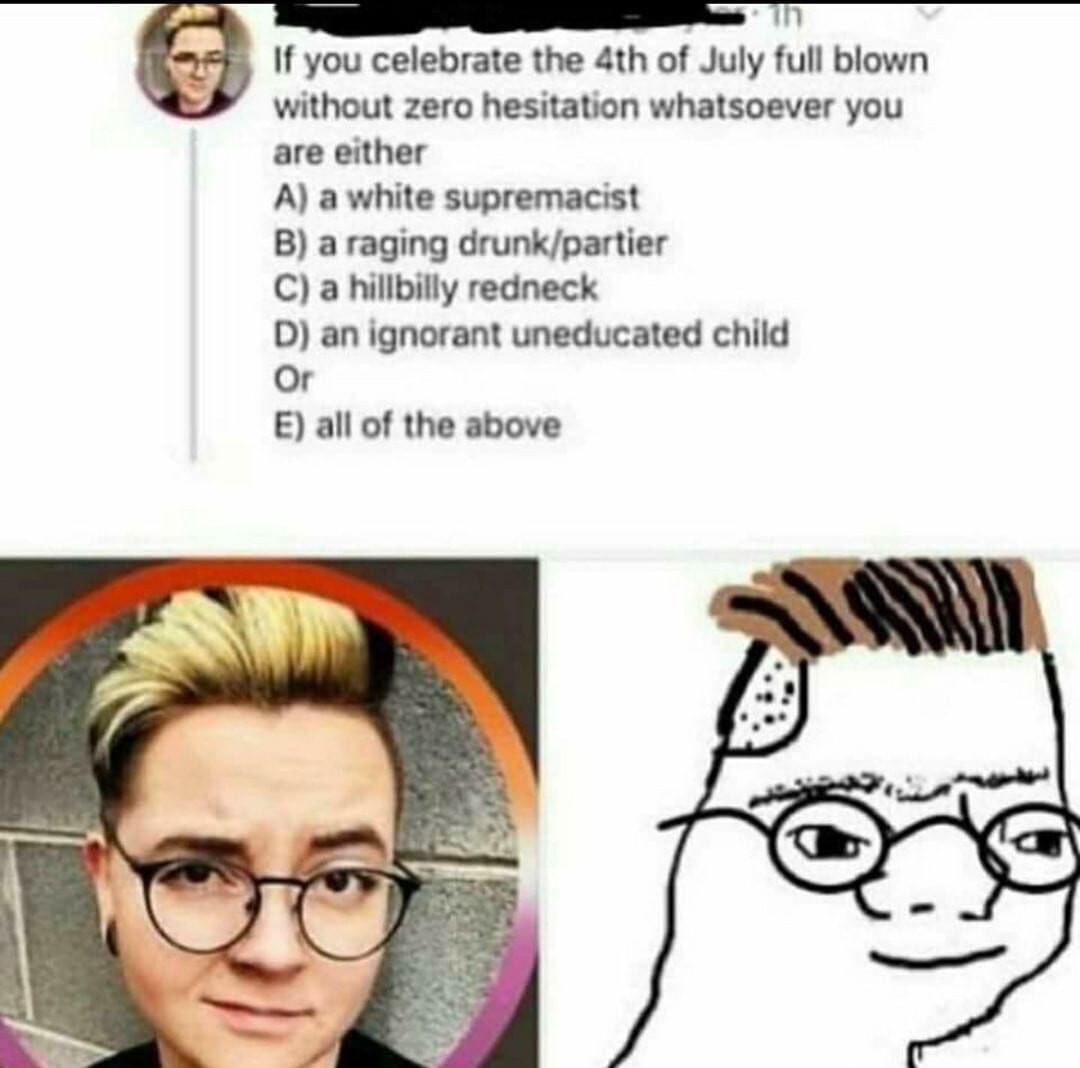 1h
If you celebrate the 4th of July full blown
without zero hesitation whatsoever you
are either
A) a white supremacist
B) a raging drunk/partier
C) a hillbilly redneck
D) an ignorant uneducated child
Or
E) all of the above